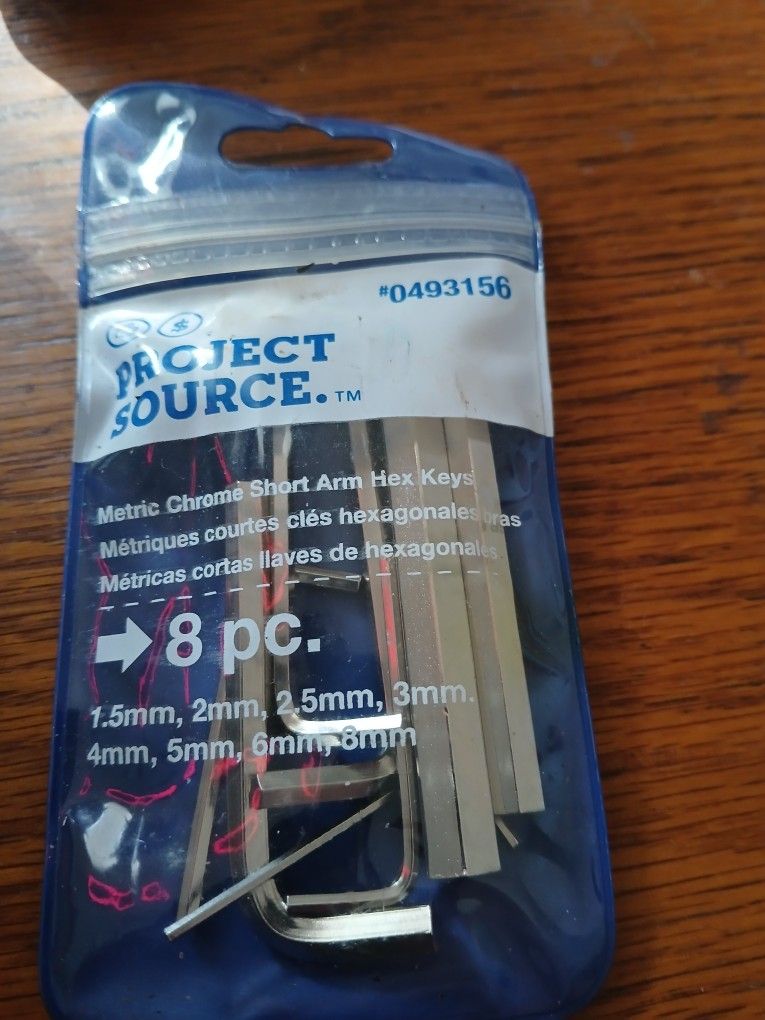 #0493156
$
PROJECT
SOURCE.™
Metric Chrome Short Arm Hex Keys
Métriques courtes clés hexagonales bras
Métricas cortas llaves de hexagonales
8 pc.
1.5mm, 2mm, 2.5mm, 3mm.
4mm, 5mm, 6mm, 8mm